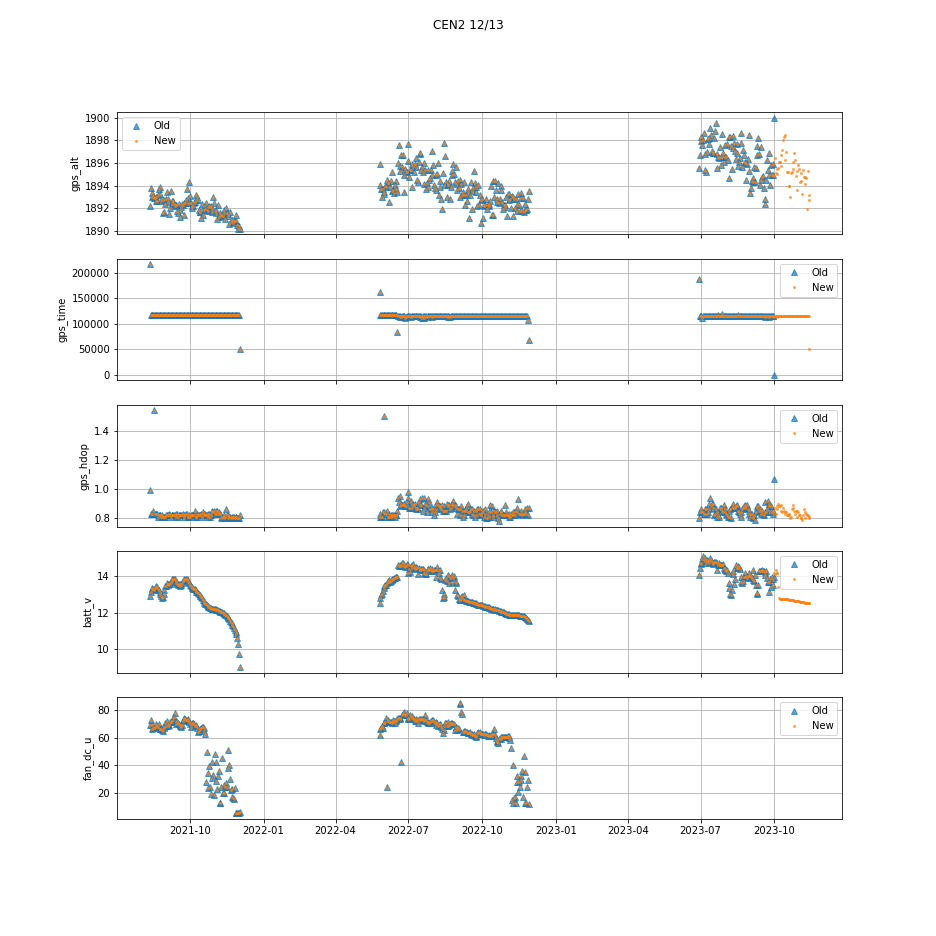 CEN2 12/13
1900
1898
1896
1894
1892
1890
gps_alt
Old
New
200000
150000
100000
50000
0
gps_time
Old
New
1.4
1.2
1.0
0.8
gps_hdop
Old
New
14
12
10
batt_v
Old
New
80
60
40
20
fan_dc_u
Old
New
2021-10 2022-01 2022-04 2022-07 2022-10 2023-01 2023-04 2023-07 2023-10